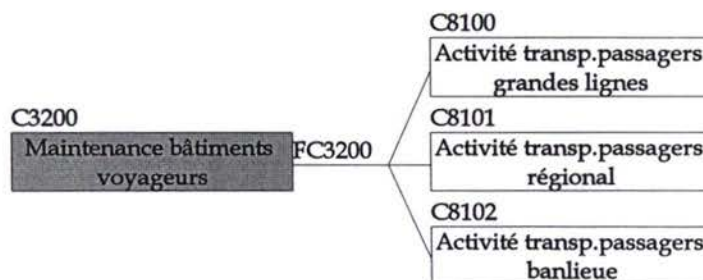 C8100
Activité transp.passagers
grandes lignes
C3200
Maintenance bâtiments
voyageurs
FC3200
C8101
Activité transp.passagers
régional
C8102
Activité transp.passagers
banlieue